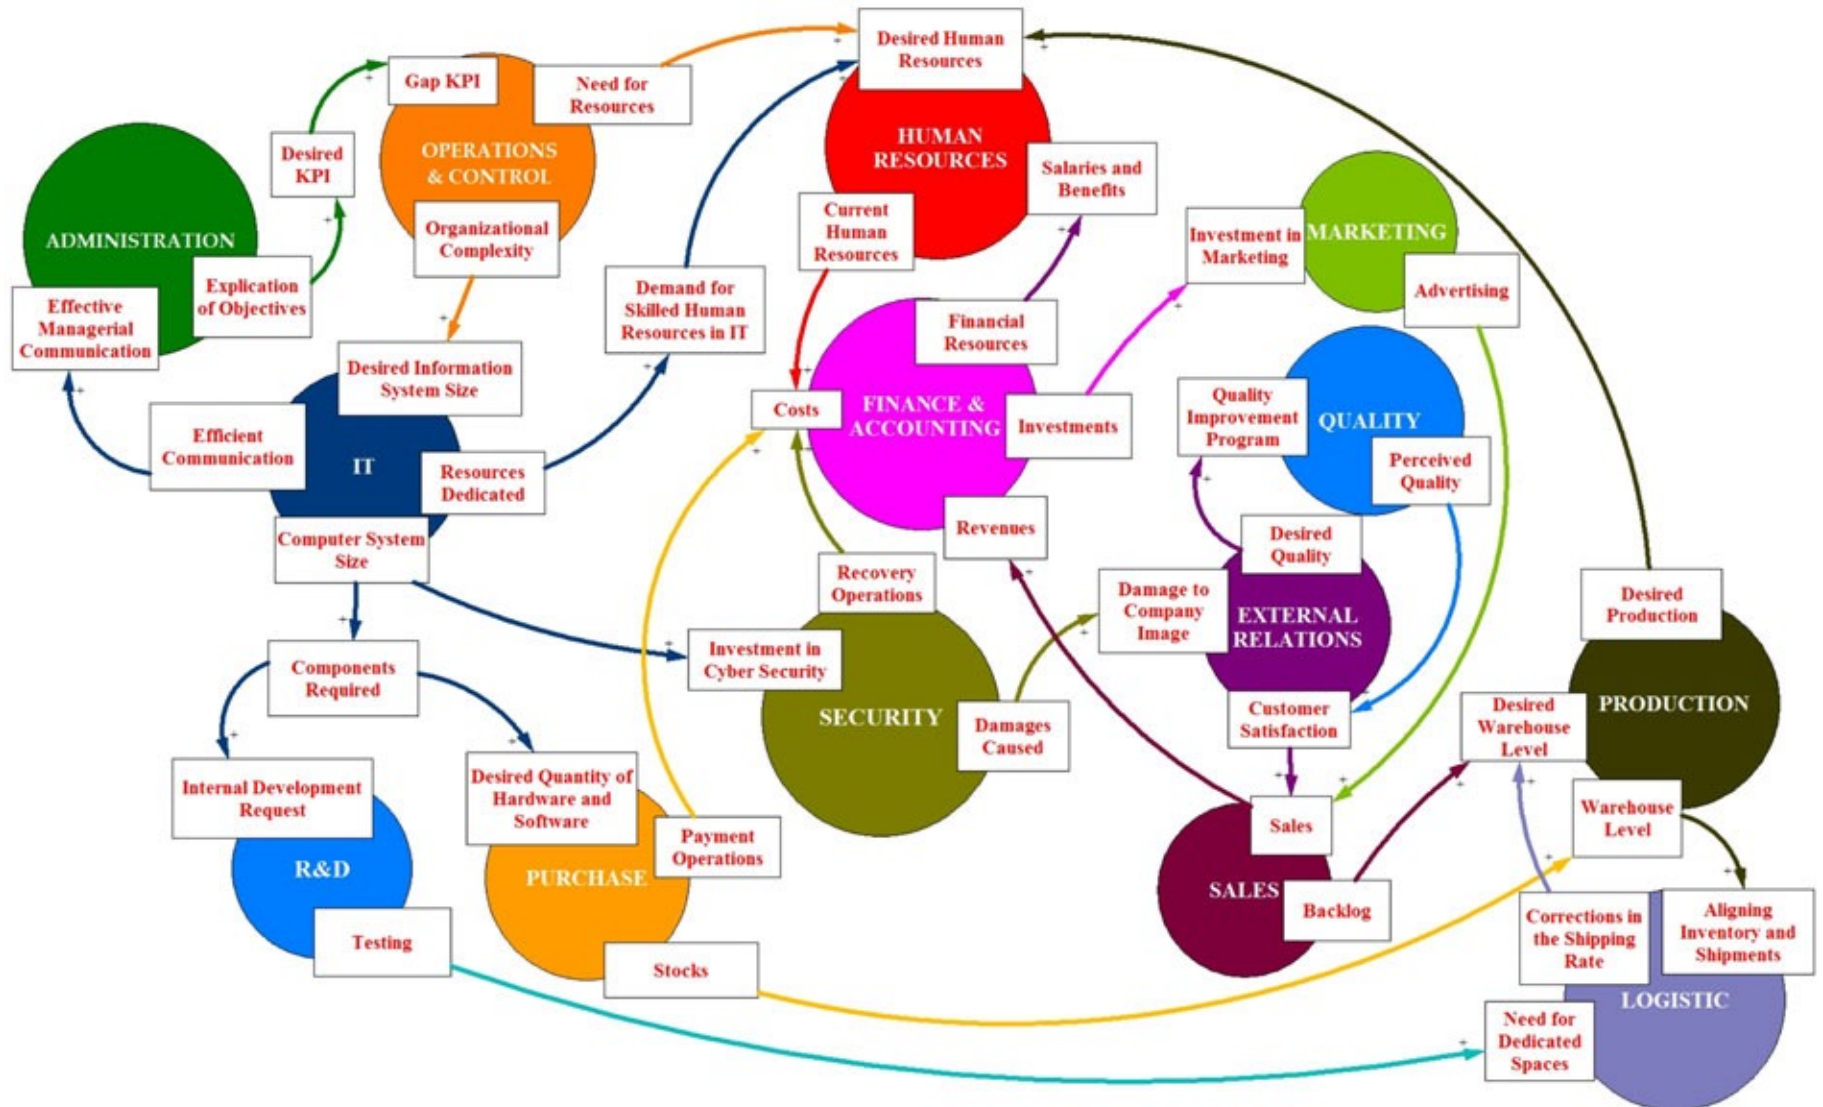 Desired Human
Resources
Gap KPI
Need for
Resources
OPERATIONS
& CONTROL
HUMAN
RESOURCES
Desired
KPI
Salaries and
Benefits
ADMINISTRATION
Organizational
Complexity
Current
Human
Resources
Investment in
Marketing
MARKETING
Explication
of Objectives
Effective
Managerial
Communication
Demand for
Skilled Human
Resources in IT
Financial
Resources
Advertising
Desired Information
System Size
Costs
FINANCE &
ACCOUNTING
Investments
Quality
Improvement
Program
QUALITY
Efficient
Communication
IT
Resources
Dedicated
Perceived
Quality
Computer System
Size
Revenues
Desired
Quality
Recovery
Operations
Damage to
Company
Image
EXTERNAL
RELATIONS
Desired
Production
Components
Required
Investment in
Cyber Security
SECURITY
Damages
Caused
Customer
Satisfaction
Desired
Warehouse
Level
PRODUCTION
Internal Development
Request
Desired Quantity of
Hardware and
Software
Payment
Operations
Sales
Warehouse
Level
R&D
PURCHASE
SALES
Backlog
Corrections in
the Shipping
Rate
Aligning
Inventory and
Shipments
Testing
Stocks
LOGISTIC
Need for
Dedicated
Spaces